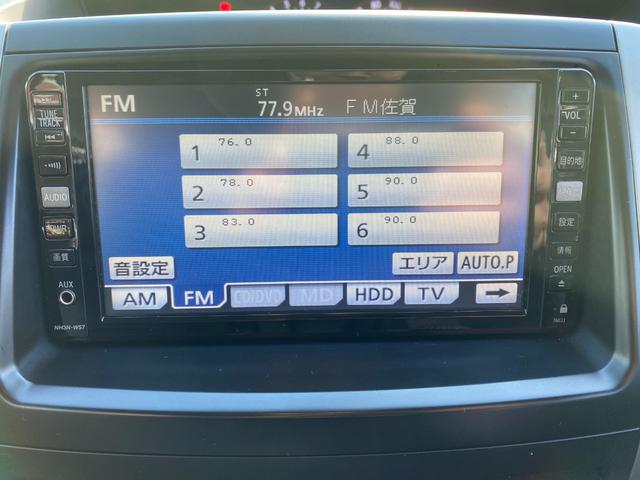 FM
ST
77.9MHz
FM佐賀
1 76.0
4 88.0
2 78.0
5 90.0
3 83.0
6 90.0
音設定
エリア
AUTO.P
AM
FM
CD/DVD
MD
HDD
TV
TUNE
TRACK
AUDIO
PWR
画質
AUX
NH3N-W57
+
VOL
−
目的地
設定
情報
OPEN